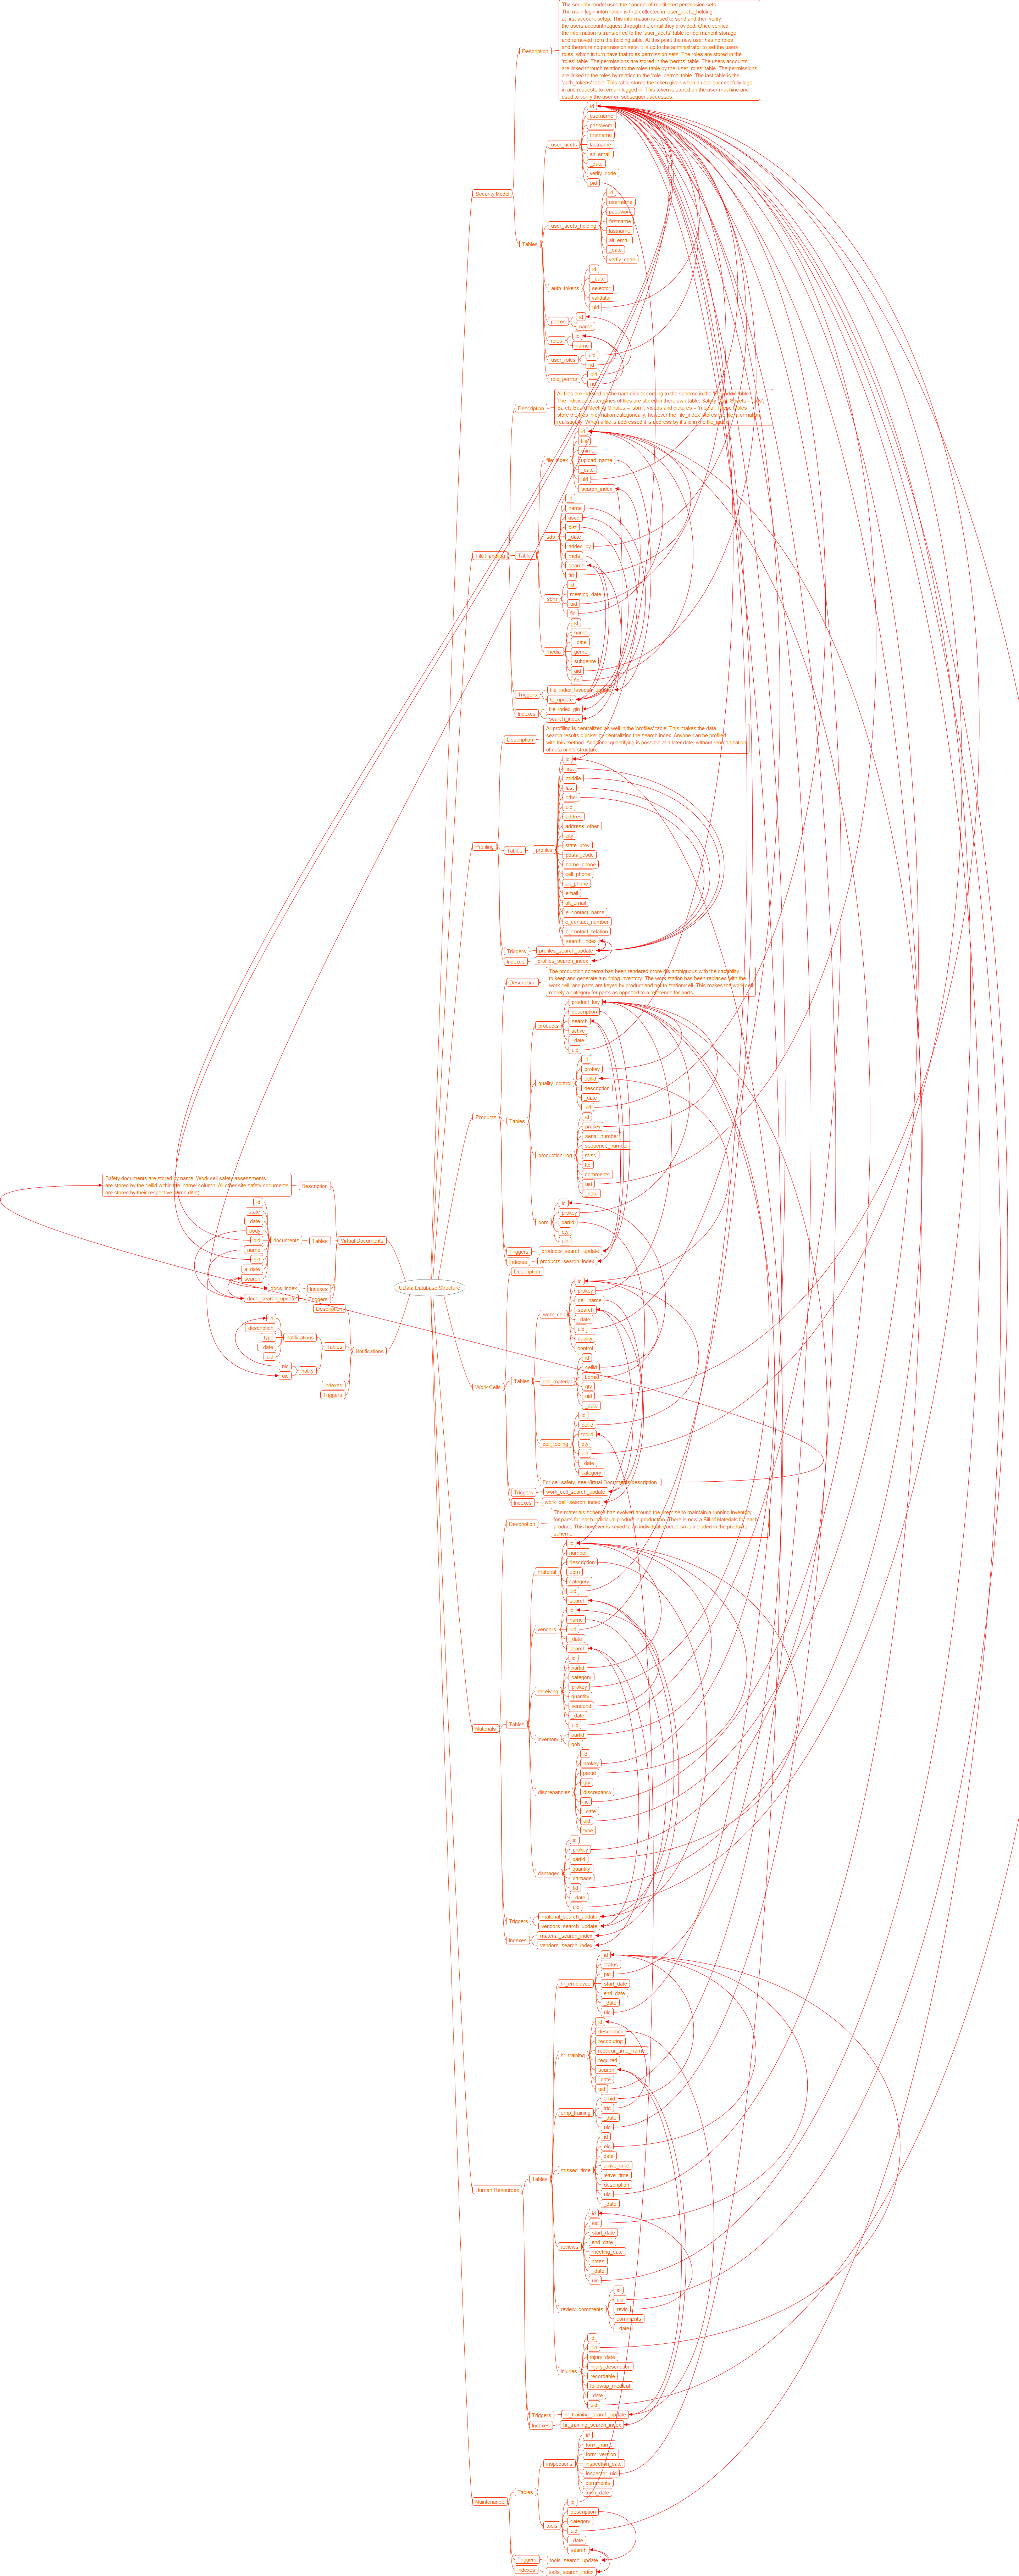 The security model uses the concept of multitiered permission sets.
The main login information is first collected in 'user_accts_holding'
at first account setup. This information is used to send and then verify
the users account request through the email they provided. Once verified,
the information is transferred to the 'user_accts' table for permanent storage
and removed from the holding table. At this point the new user has no roles
and therefore no permission sets. It is up to the administrator to set the users
roles, which in turn have that roles permission sets. The roles are stored in the
'roles' table. The permissions are stored in the 'perms' table. The users accounts
are linked through relation to the roles table by the 'user_roles' table. The permissions
are linked to the roles by relation to the 'role_perms' table. The last table is the
'auth_tokens' table. This table stores the token given when a user successfully logs
in and requests to remain logged in. This token is stored on the user machine and
used to verify the user on subsequent accesses.
Description
Security Model
Tables
user_accts
id
username
password
firstname
lastname
alt_email
_date
verify_code
pid
user_accts_holding
id
username
password
firstname
lastname
alt_email
_date
verify_code
auth_tokens
id
_date
selector
validator
uid
perms
id
name
roles
id
name
user_roles
uid
rid
role_perms
pid
rid
File Handling
Description
All files are indexed on the hard disk according to the scheme in the 'file_index' table.
The individual categories of files are stored in there own table, Safety Data Sheets = 'sds',
Safety Board Meeting Minutes = 'sbm', Videos and pictures = 'media'. These tables
store the files information categorically, however the 'file_index' stores the file information
realistically. When a file is addressed it is address by it's id in the file_index.
Tables
file_index
id
file
mime
upload_name
_date
uid
search_index
sds
id
name
used
dist
_date
added_by
meta
search
fid
sbm
id
meeting_date
uid
fid
media
id
name
_date
genre
subgenre
uid
fid
Triggers
file_index_tsvector_update
ts_update
Indexes
file_index_gin
search_index
Profiling
Description
All profiling is centralized as well in the 'profiles' table. This makes the data
search results quicker by centralizing the search index. Anyone can be profiled
with this method. Additional quantifying is possible at a later date, without reorganization
of data or it's structure.
Tables
profiles
id
first
middle
last
other
uid
addres
address_other
city
state_prov
postal_code
home_phone
cell_phone
alt_phone
email
alt_email
e_contact_name
e_contact_number
e_contact_relation
search_index
Triggers
profiles_search_update
Indexes
profiles_search_index
Products
Description
The production schema has been rendered more div ambiguous with the capability
to keep and generate a running inventory. The work station has been replaced with the
work cell, and parts are keyed by product and not to station/cell. This makes the work cell
merely a category for parts as opposed to a reference for parts.
Tables
products
product_key
description
search
active
_date
uid
quality_control
id
prokey
cellid
description
_date
uid
production_log
id
prokey
serial_number
sequence_number
misc
comments
uid
_date
bom
id
prokey
partid
qty
uid
Triggers
products_search_update
Indexes
products_search_index
UData Database Structure
Virtual Documents
Description
Safety documents are stored by name. Work cell safety assessmants
are stored by the cellid within the 'name' column. All other site safety documents
are stored by their respective name (title).
Tables
documents
id
state
_date
body
oid
name
aid
a_date
search
Indexes
docs_index
Triggers
docs_search_update
Notifications
Description
Tables
notifications
id
description
type
_date
uid
notify
nid
uid
Indexes
Triggers
Work Cells
Description
Tables
work_cell
id
prokey
cell_name
search
_date
uid
quality
control
cell_material
id
cellid
bomid
qty
uid
_date
cell_tooling
id
cellid
toolid
qty
uid
_date
category
For cell safety, see Virtual Documents description.
Triggers
work_cell_search_update
Indexes
work_cell_search_index
Materials
Description
The materials scheme has evolved around the premise to maintain a running inventory
for parts for each individual product in production. There is now a Bill of Materials for each
product. This however is keyed to an individual product so is included in the products
scheme.
Tables
material
id
number
description
uom
category
uid
search
vendors
id
name
uid
_date
search
receiving
id
partid
category
prokey
quantity
vendorid
_date
uid
inventory
partid
qoh
discrepancies
id
prokey
partid
qty
discrepancy
fid
_date
uid
type
damaged
id
prokey
partid
quantity
damage
fid
_date
uid
Triggers
material_search_update
vendors_search_update
Indexes
material_search_index
vendors_search_index
Human Resources
Tables
hr_employee
id
status
pid
start_date
end_date
_date
uid
hr_training
id
description
reoccuring
reoccur_time_frame
required
search
_date
uid
emp_training
empid
trid
_date
uid
missed_time
id
eid
date
arrive_time
leave_time
description
uid
_date
reviews
id
eid
start_date
end_date
meeting_date
notes
_date
uid
review_comments
id
uid
revid
comments
_date
injuries
id
eid
injury_date
injury_description
recordable
followup_medical
_date
uid
Triggers
hr_training_search_update
Indexes
hr_training_search_index
Maintenance
Tables
inspections
id
form_name
form_version
inspection_date
inspector_uid
comments
form_date
tools
id
description
category
uid
_date
search
Triggers
tools_search_update
Indexes
tools_search_index